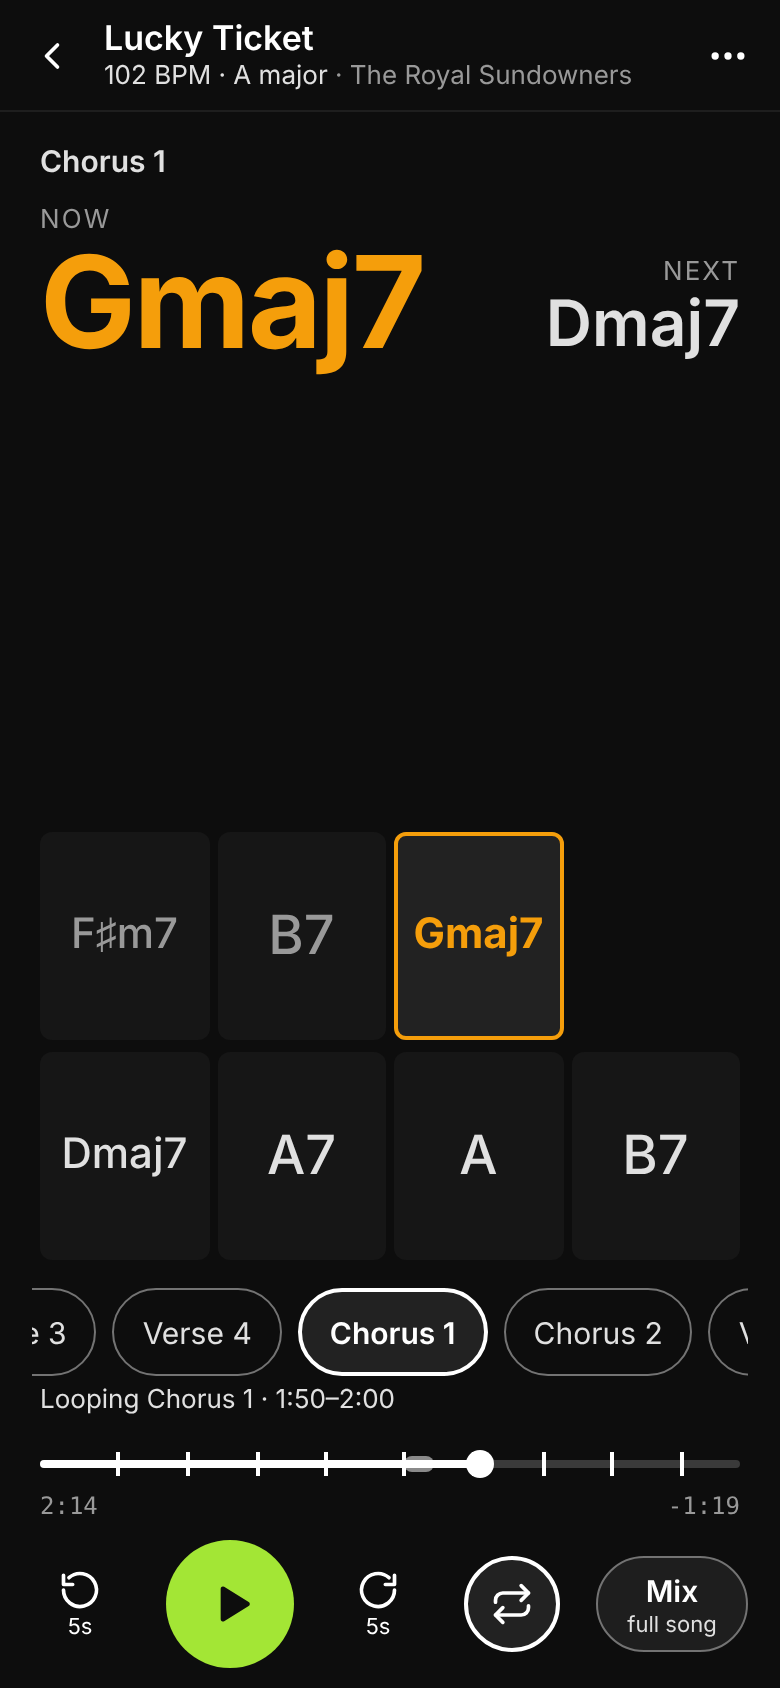 Lucky Ticket
102 BPM · A major · The Royal Sundowners
Chorus 1
NOW
Gmaj7
NEXT
Dmaj7
F♯m7 B7 Gmaj7
Dmaj7 A7 A B7
e 3 Verse 4 Chorus 1 Chorus 2 V
Looping Chorus 1 · 1:50–2:00
2:14 -1:19
5s 5s Mix
full song